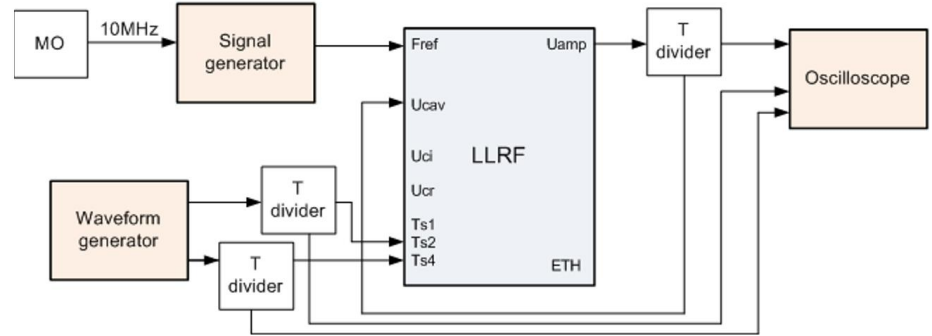 MO
10MHz
Signal
generator
Fref
Uamp
T
divider
Oscilloscope
Ucav
Uci
LLRF
Ucr
Waveform
generator
T
divider
Ts1
Ts2
Ts4
T
divider
ETH